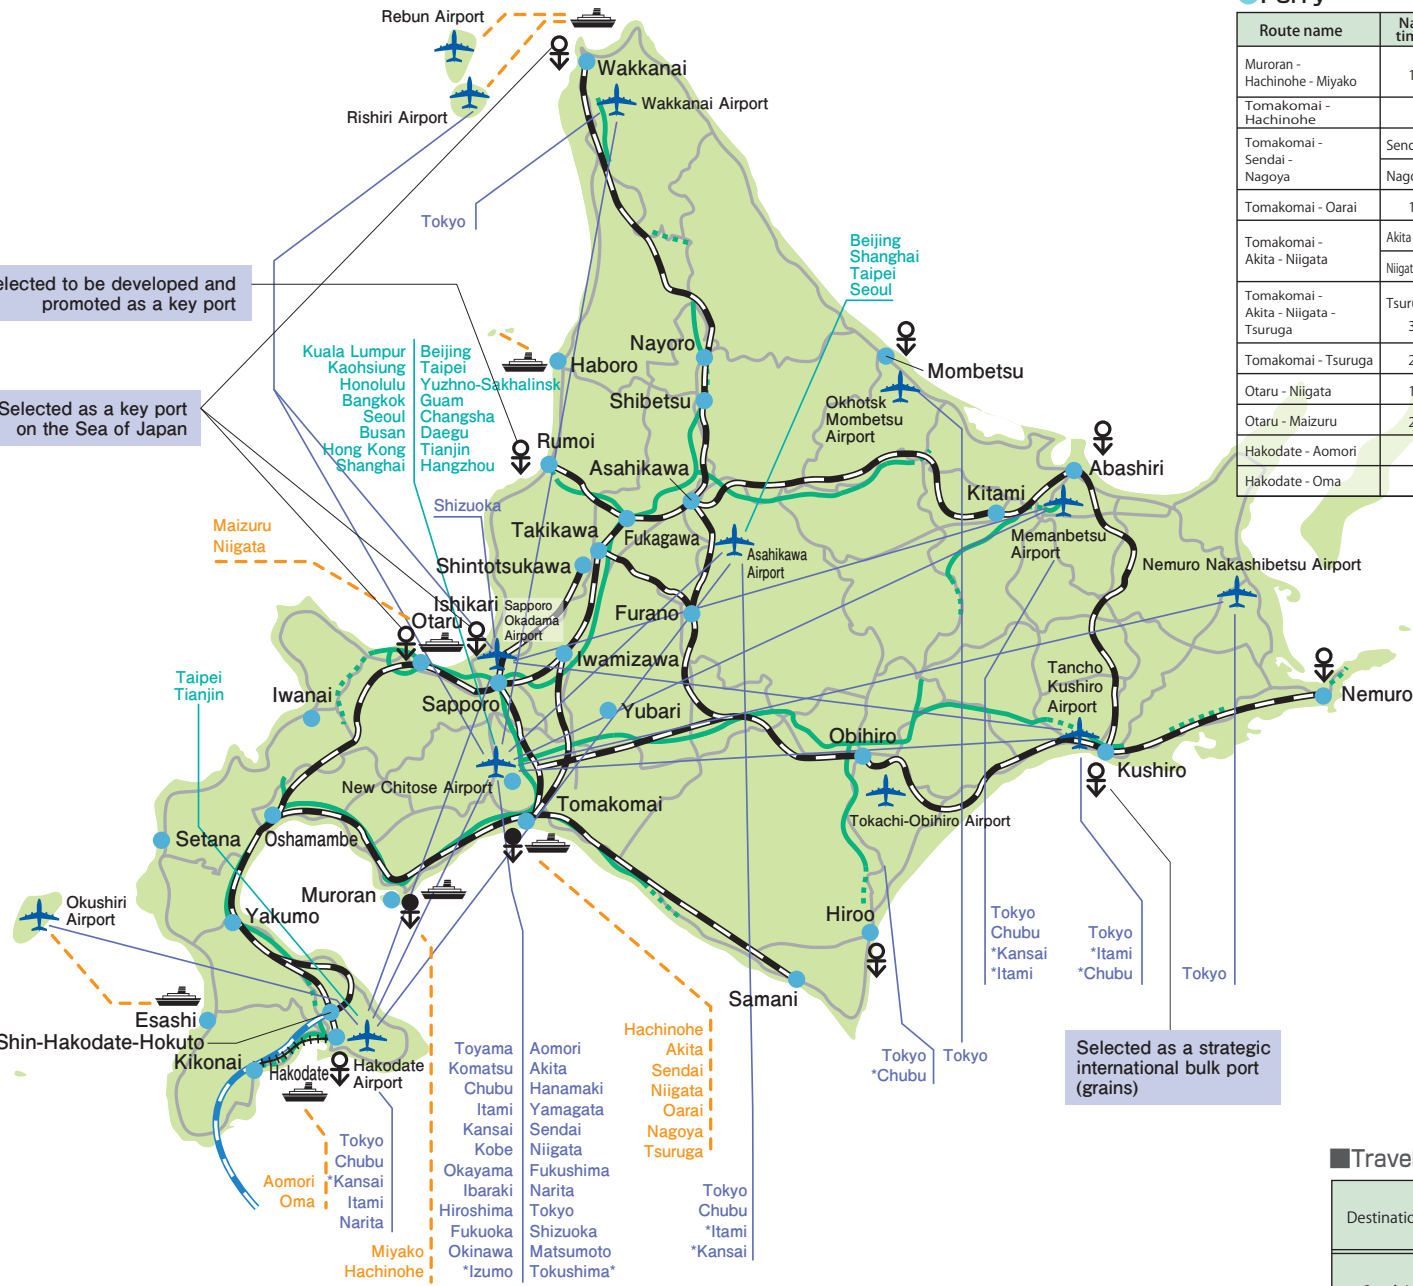 Ferry
Route name
Muroran -
Hachinohe - Miyako
Tomakomai -
Hachinohe
Tomakomai -
Sendai -
Nagoya
Tomakomai - Oarai
Tomakomai -
Akita - Niigata
Akita
Tomakomai -
Akita - Niigata -
Tsuruga
Tomakomai - Tsuruga
Otaru - Niigata
Otaru - Maizuru
Hakodate - Aomori
Hakodate - Oma
Rebun Airport
Rishiri Airport
Wakkanai
Wakkanai Airport
Tokyo
Beijing
Shanghai
Taipei
Seoul
elected to be developed and
promoted as a key port
Selected as a key port
on the Sea of Japan
Kuala Lumpur
Kaohsiung
Honolulu
Bangkok
Seoul
Busan
Hong Kong
Shanghai
Beijing
Taipei
Yuzhno-Sakhalinsk
Guam
Changsha
Daegu
Tianjin
Hangzhou
Nayoro
Haboro
Shibetsu
Mombetsu
Okhotsk
Mombetsu
Airport
Rumoi
Asahikawa
Abashiri
Kitami
Shizuoka
Takikawa
Fukagawa
Memanbetsu
Airport
Maizuru
Niigata
Shintotsukawa
Asahikawa
Airport
Nemuro Nakashibetsu Airport
Ishikari
Otaru
Sapporo
Okadama
Airport
Furano
Iwamizawa
Taipei
Tianjin
Iwanai
Sapporo
Yubari
Tancho
Kushiro
Airport
Nemuro
Obihiro
Kushiro
New Chitose Airport
Tomakomai
Tokachi-Obihiro Airport
Setana
Oshamambe
Muroran
Okushiri
Airport
Yakumo
Hiroo
Tokyo
Chubu
*Kansai
*Itami
Tokyo
*Itami
*Chubu
Tokyo
Samani
Esashi
Shin-Hakodate-Hokuto
Kikonai
Hakodate
Hakodate
Airport
Tokyo
Chubu
*Kansai
Itami
Narita
Aomori
Oma
Miyako
Hachinohe
Toyama
Komatsu
Chubu
Itami
Kansai
Kobe
Okayama
Ibaraki
Hiroshima
Fukuoka
Okinawa
*Izumo
Aomori
Akita
Hanamaki
Yamagata
Sendai
Niigata
Fukushima
Narita
Tokyo
Shizuoka
Matsumoto
Tokushima*
Hachinohe
Akita
Sendai
Niigata
Oarai
Nagoya
Tsuruga
Tokyo
Chubu
*Itami
*Kansai
Tokyo
*Chubu
Tokyo
Selected as a strategic
international bulk port
(grains)
■Trave
Destinatio